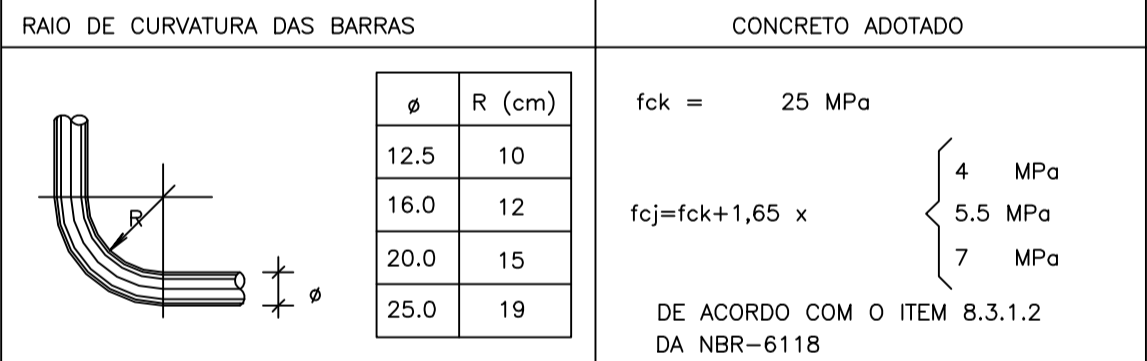 RAIO DE CURVATURA DAS BARRAS
ø R (cm)
12.5 10
16.0 12
20.0 15
25.0 19
R
ø
CONCRETO ADOTADO
fck = 25 MPa
4 MPa
fcj=fck+1,65 x 5.5 MPa
7 MPa
DE ACORDO COM O ITEM 8.3.1.2
DA NBR-6118